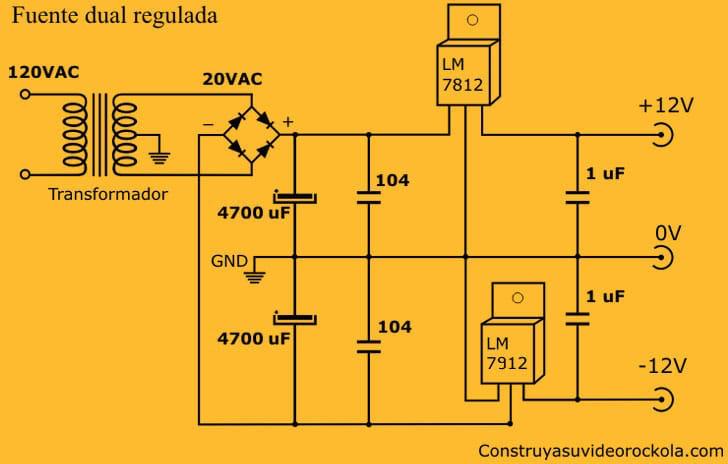 Fuente dual regulada
120VAC
20VAC
Transformador
−
+
LM
7812
+12V
104
1 uF
4700 uF
0V
GND
1 uF
104
4700 uF
LM
7912
-12V
Construyasuvideorockola.com